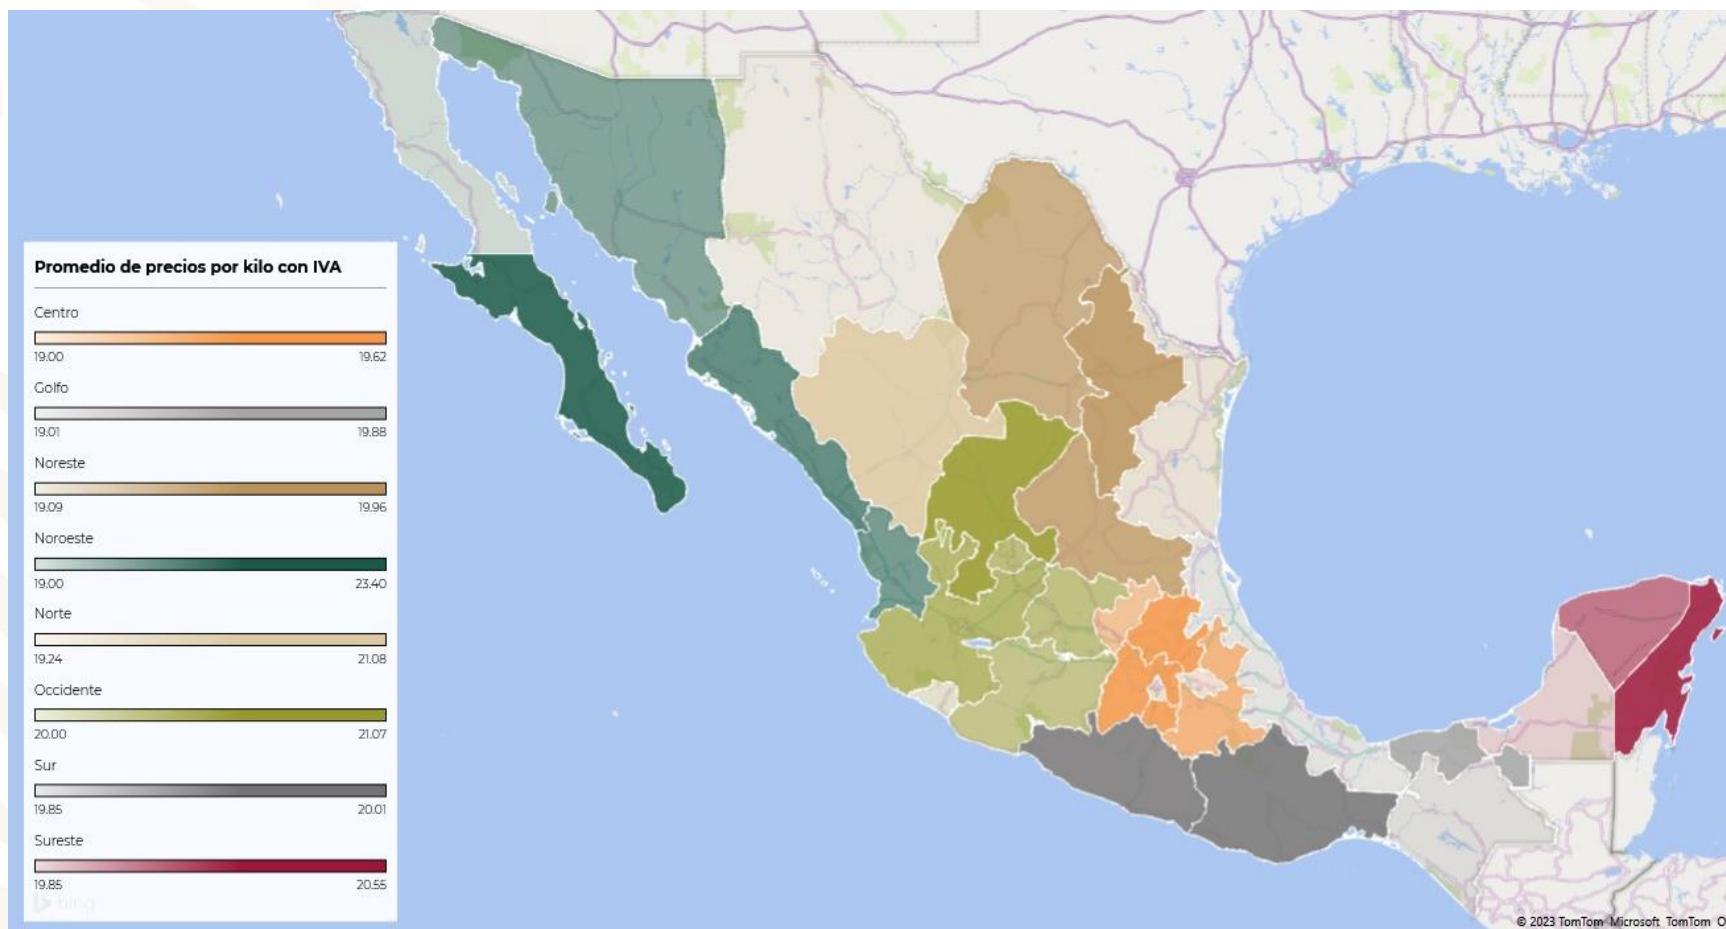 Promedio de precios por kilo con IVA
Centro
19.00 19.62
Golfo
19.01 19.88
Noreste
19.09 19.96
Noroeste
19.00 23.40
Norte
19.24 21.08
Occidente
20.00 21.07
Sur
19.85 20.01
Sureste
19.85 20.55
bing
© 2023 TomTom Microsoft TomTom O